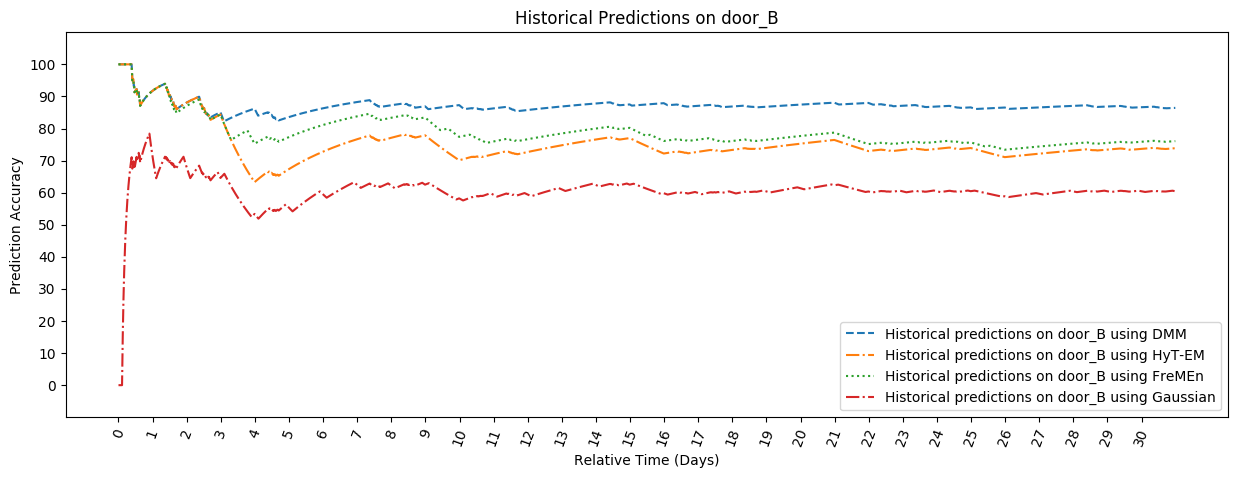 Historical Predictions on door_B
Prediction Accuracy
100
90
80
70
60
50
40
30
20
10
0
Historical predictions on door_B using DMM
Historical predictions on door_B using HyT-EM
Historical predictions on door_B using FreMEn
Historical predictions on door_B using Gaussian
0 1 2 3 4 5 6 7 8 9 10 11 12 13 14 15 16 17 18 19 20 21 22 23 24 25 26 27 28 29 30
Relative Time (Days)